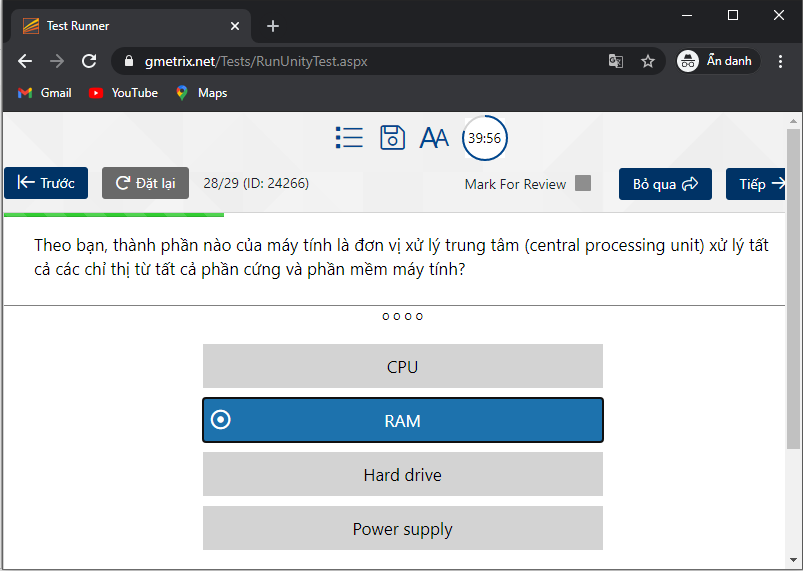 Test Runner
gmetrix.net/Tests/RunUnityTest.aspx
Ẩn danh
Gmail YouTube Maps
AA 39:56
Trước Đặt lại 28/29 (ID: 24266) Mark For Review Bỏ qua Tiếp
Theo bạn, thành phần nào của máy tính là đơn vị xử lý trung tâm (central processing unit) xử lý tất
cả các chỉ thị từ tất cả phần cứng và phần mềm máy tính?
CPU
RAM
Hard drive
Power supply